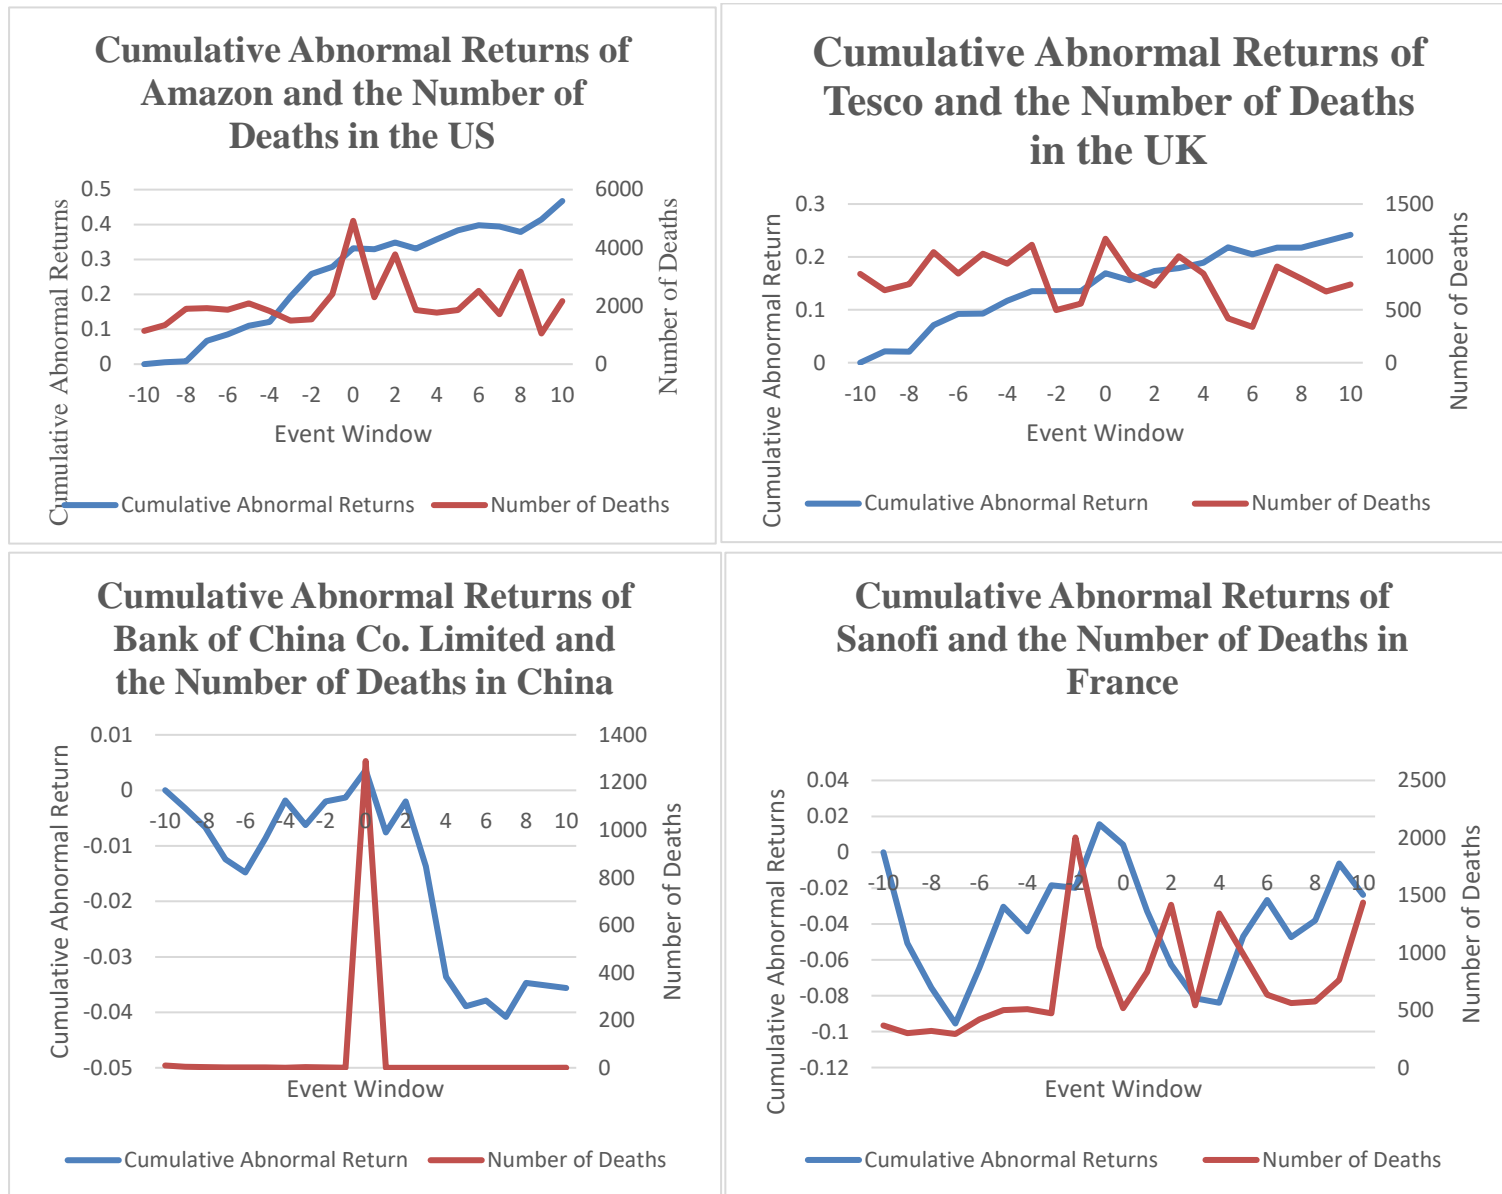 Cumulative Abnormal Returns of
Amazon and the Number of
Deaths in the US
0.5
0.4
0.3
0.2
0.1
0
6000
4000
2000
0
-10 -8 -6 -4 -2 0 2 4 6 8 10
Cumulative Abnormal Returns
Number of Deaths
Event Window
Cumulative Abnormal Returns Number of Deaths
Cumulative Abnormal Returns of
Tesco and the Number of Deaths
in the UK
0.3
0.2
0.1
0
1500
1000
500
0
-10 -8 -6 -4 -2 0 2 4 6 8 10
Cumulative Abnormal Return
Number of Deaths
Event Window
Cumulative Abnormal Return Number of Deaths
Cumulative Abnormal Returns of
Bank of China Co. Limited and
the Number of Deaths in China
0.01
0
-0.01
-0.02
-0.03
-0.04
-0.05
1400
1200
1000
800
600
400
200
0
-10 -8 -6 -4 -2 0 2 4 6 8 10
Cumulative Abnormal Return
Number of Deaths
Event Window
Cumulative Abnormal Return Number of Deaths
Cumulative Abnormal Returns of
Sanofi and the Number of Deaths in
France
0.04
0.02
0
-0.02
-0.04
-0.06
-0.08
-0.1
-0.12
2500
2000
1500
1000
500
0
-10 -8 -6 -4 -2 0 2 4 6 8 10
Cumulative Abnormal Returns
Number of Deaths
Event Window
Cumulative Abnormal Returns Number of Deaths